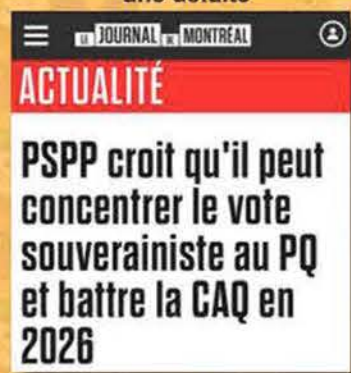 LE JOURNAL DE MONTRÉAL
ACTUALITÉ
PSPP croit qu'il peut
concentrer le vote
souverainiste au PQ
et battre la CAQ en
2026